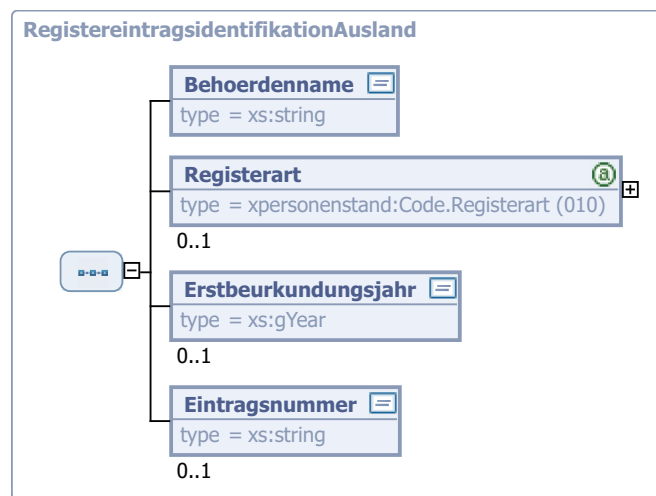 RegistereintragsidentifikationAusland
Behoerdenname
type = xs:string
Registerart
type = xpersonenstand:Code.Registerart (010)
0..1
Erstbeurkundungsjahr
type = xs:gYear
0..1
Eintragsnummer
type = xs:string
0..1